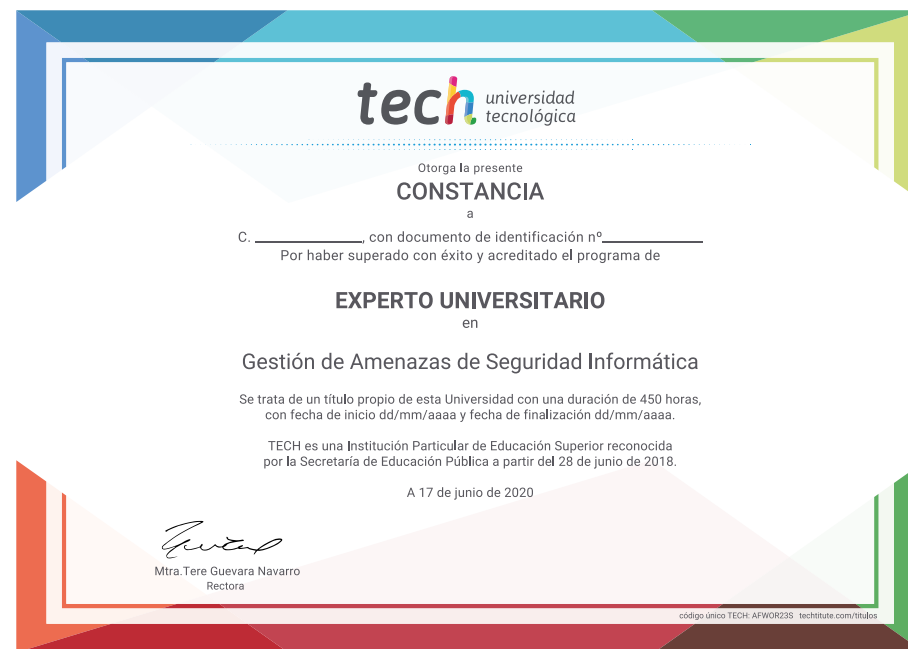 tech universidad
tecnológica
Otorga la presente
CONSTANCIA
a
C. ____________, con documento de identificación nº____________
Por haber superado con éxito y acreditado el programa de
EXPERTO UNIVERSITARIO
en
Gestión de Amenazas de Seguridad Informática
Se trata de un título propio de esta Universidad con una duración de 450 horas,
con fecha de inicio dd/mm/aaaa y fecha de finalización dd/mm/aaaa.
TECH es una Institución Particular de Educación Superior reconocida
por la Secretaría de Educación Pública a partir del 28 de junio de 2018.
A 17 de junio de 2020
Mtra.Tere Guevara Navarro
Rectora
código único TECH: AFWOR23S techtitute.com/titulos